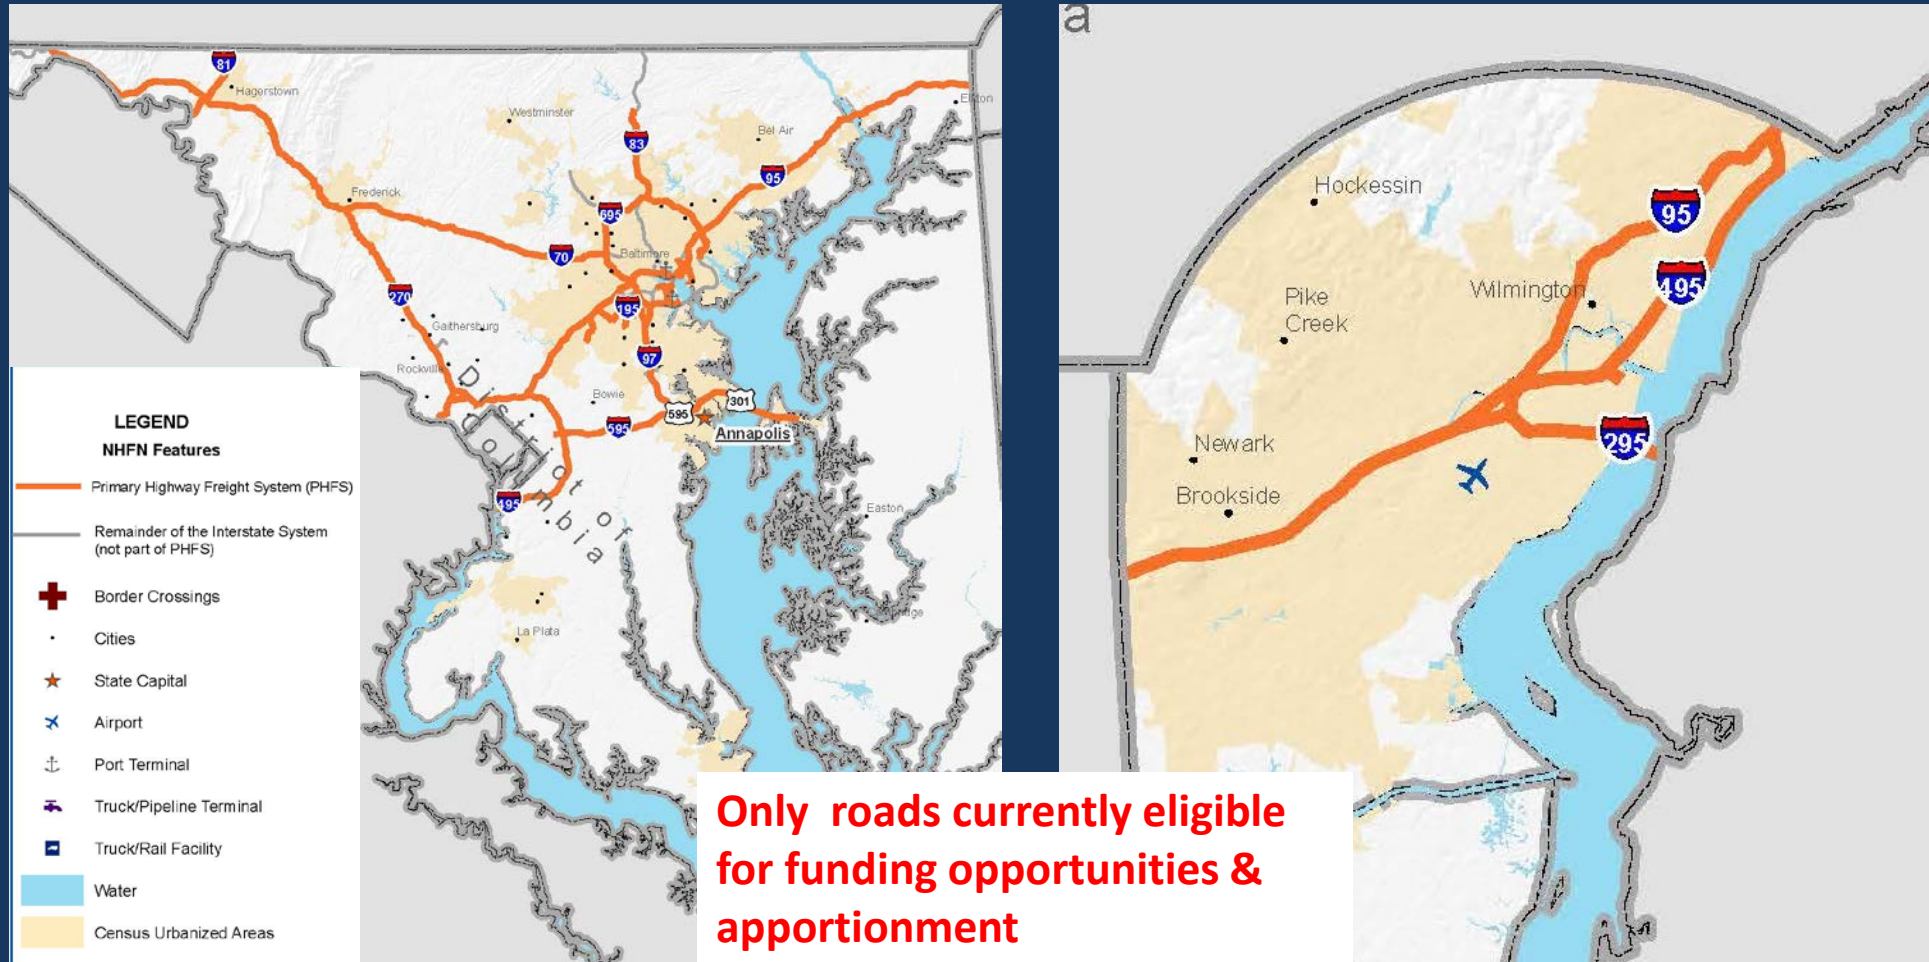 81
Hagerstown
Westminster
Elkton
83
Bel Air
95
Frederick
695
70
Baltimore
270
195
Gaithersburg
97
Rockville
Bowie
301
595
595
Annapolis
District of
Columbia
495
Easton
La Plata
LEGEND
NHFN Features
Primary Highway Freight System (PHFS)
Remainder of the Interstate System
(not part of PHFS)
Border Crossings
Cities
State Capital
Airport
Port Terminal
Truck/Pipeline Terminal
Truck/Rail Facility
Water
Census Urbanized Areas
a
Hockessin
95
495
Wilmington
Pike
Creek
295
Newark
Brookside
Only roads currently eligible
for funding opportunities &
apportionment